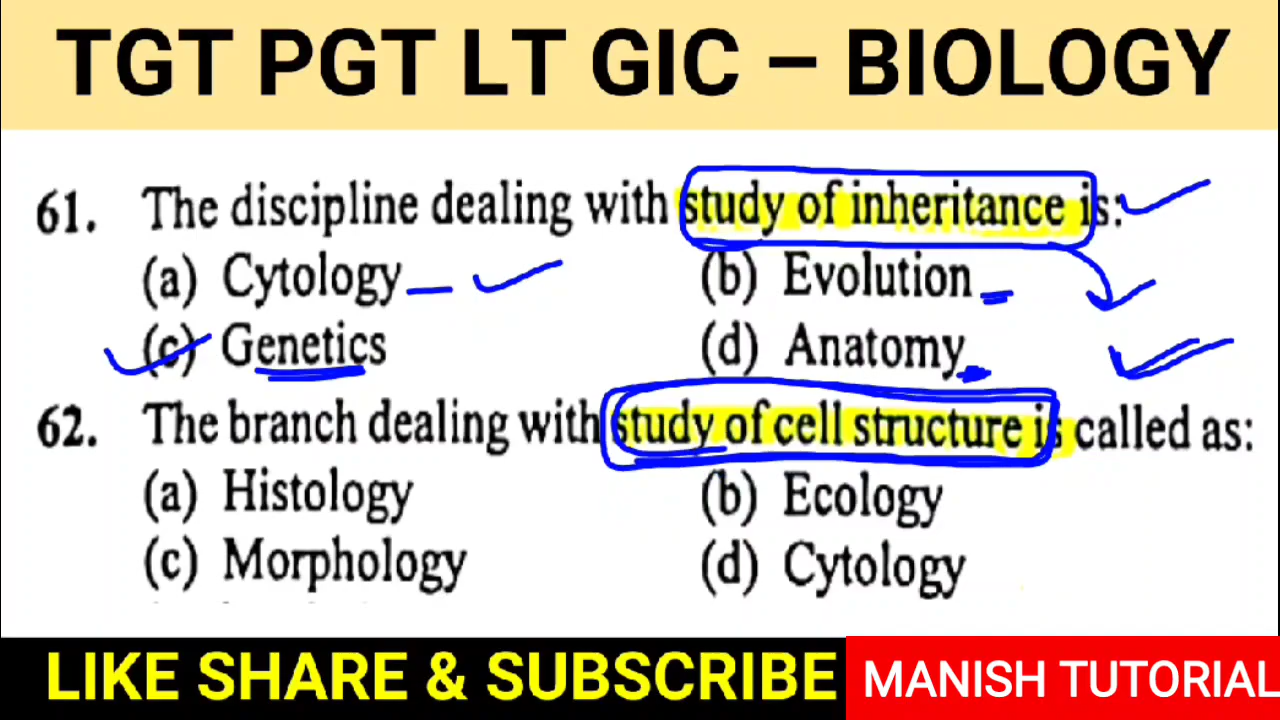 TGT PGT LT GIC – BIOLOGY
61. The discipline dealing with study of inheritance is:
(a) Cytology (b) Evolution
(c) Genetics (d) Anatomy
62. The branch dealing with study of cell structure is called as:
(a) Histology (b) Ecology
(c) Morphology (d) Cytology
LIKE SHARE & SUBSCRIBE MANISH TUTORIAL